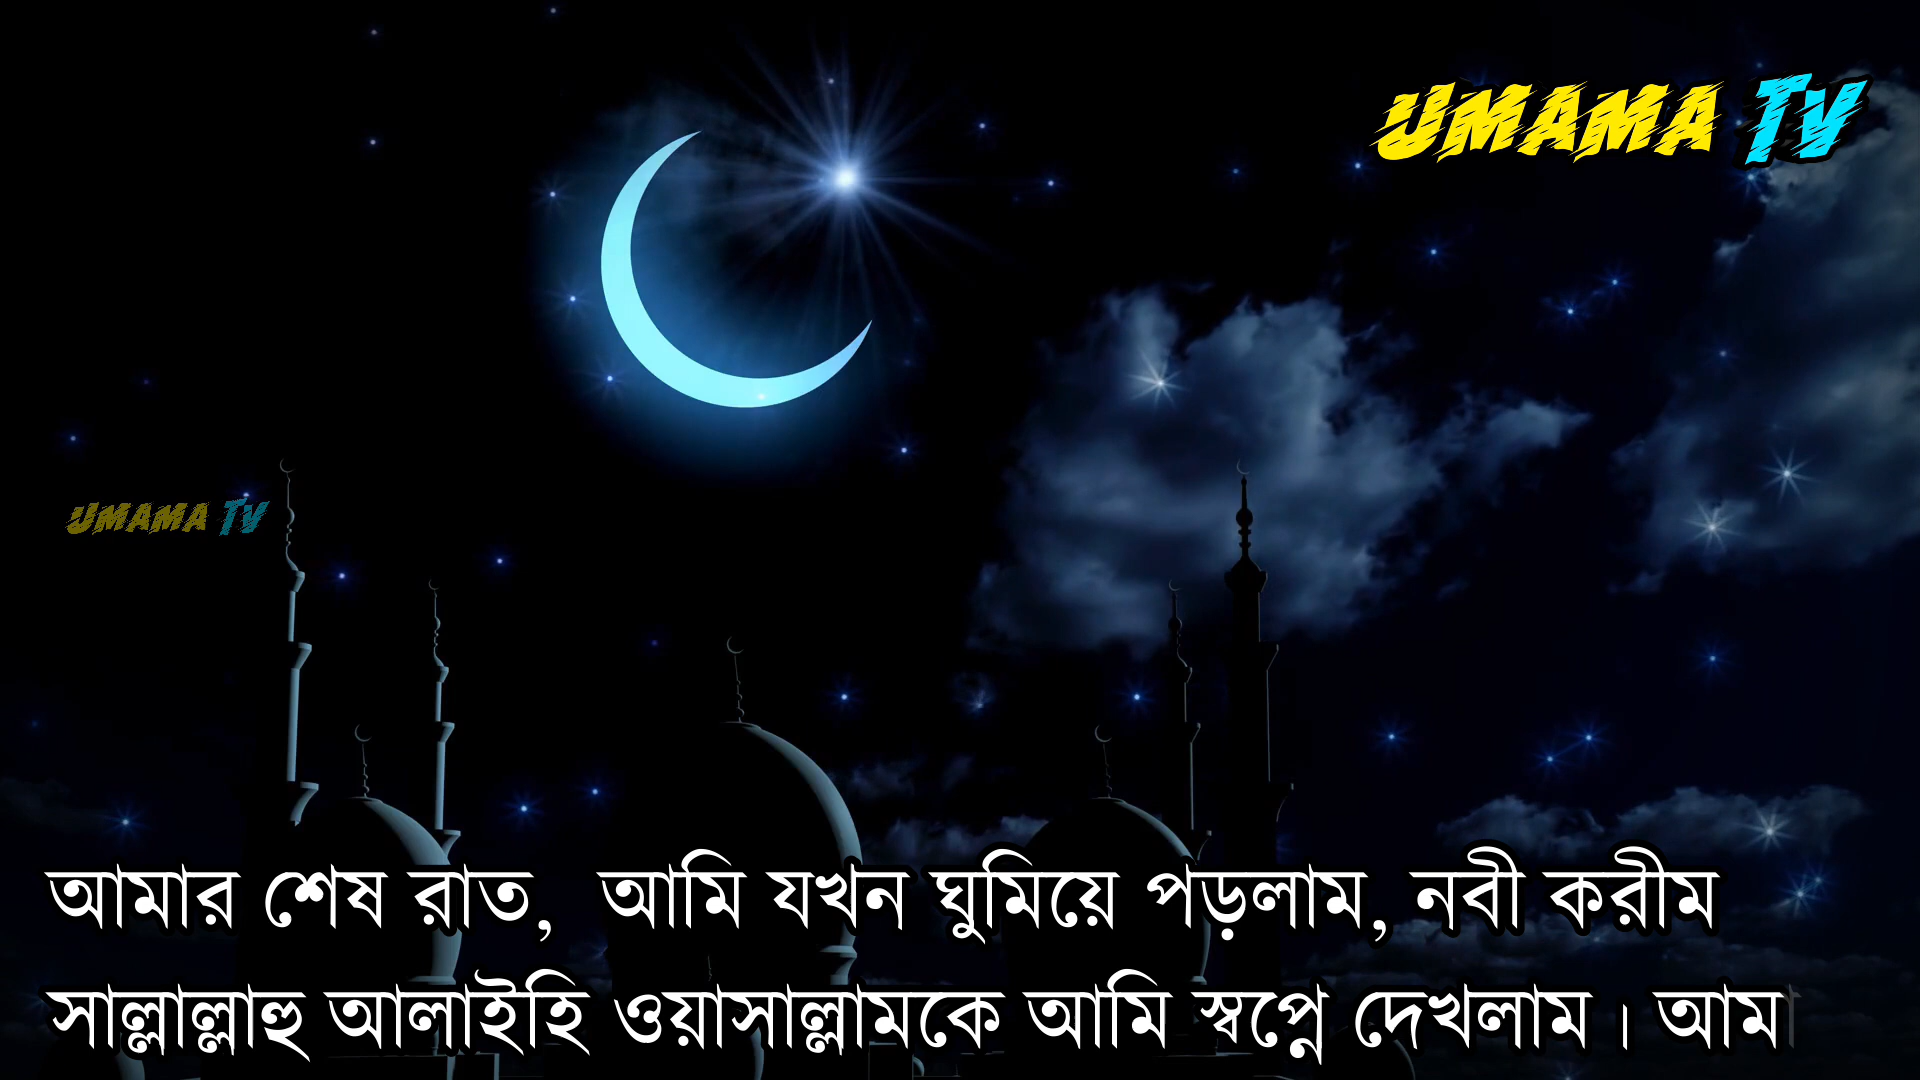 UMAMA TV
UMAMA TV
আমার শেষ রাত, আমি যখন ঘুমিয়ে পড়লাম, নবী করীম
সাল্লাল্লাহু আলাইহি ওয়াসাল্লামকে আমি স্বপ্নে দেখলাম। আমা